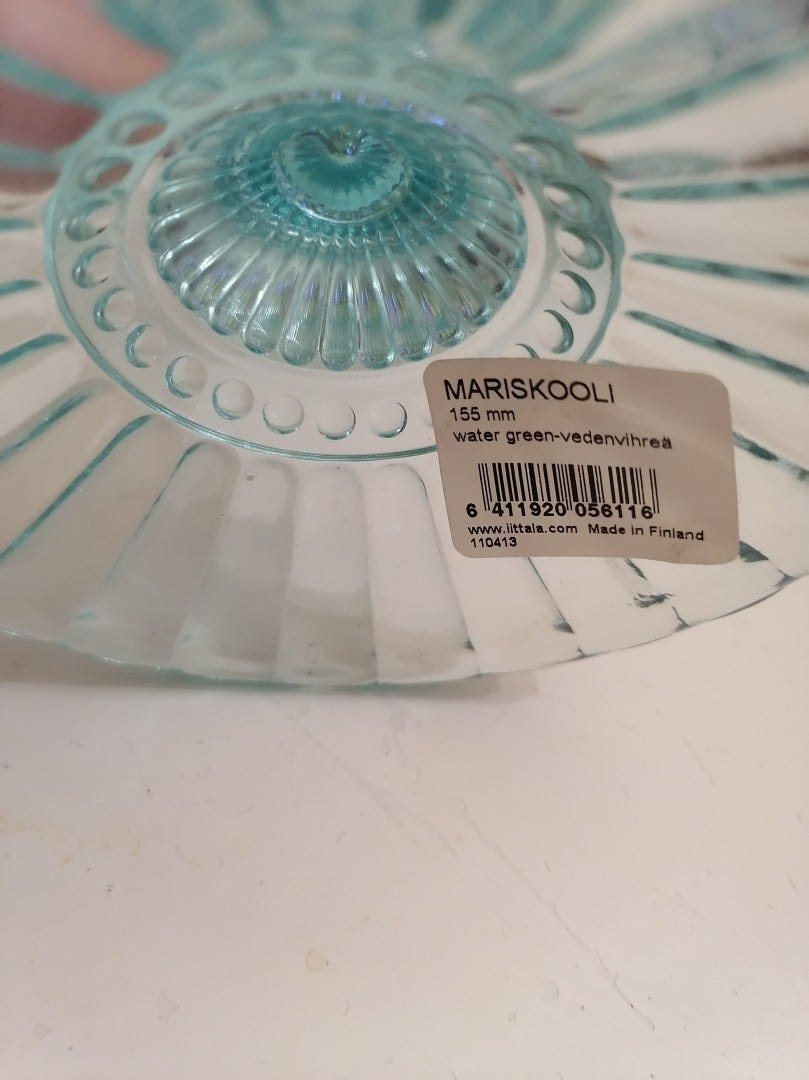 MARISKOOLI
155 mm
water green-vedenvihreä
6 411920 056116
www.iittala.com Made in Finland
110413